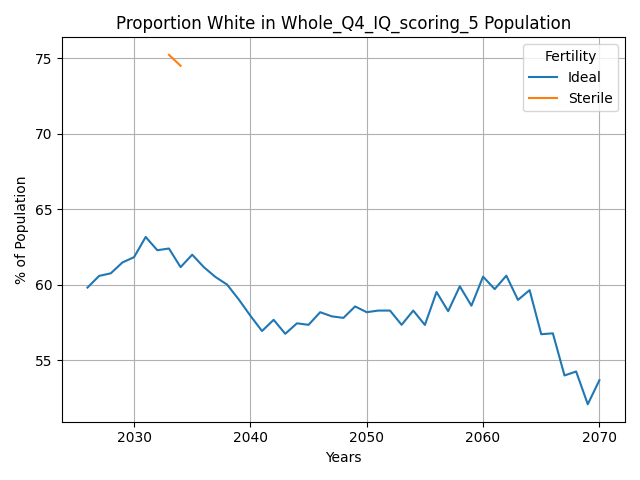 Proportion White in Whole_Q4_IQ_scoring_5 Population
Fertility
Ideal
Sterile
% of Population
75
70
65
60
55
2030 2040 2050 2060 2070
Years